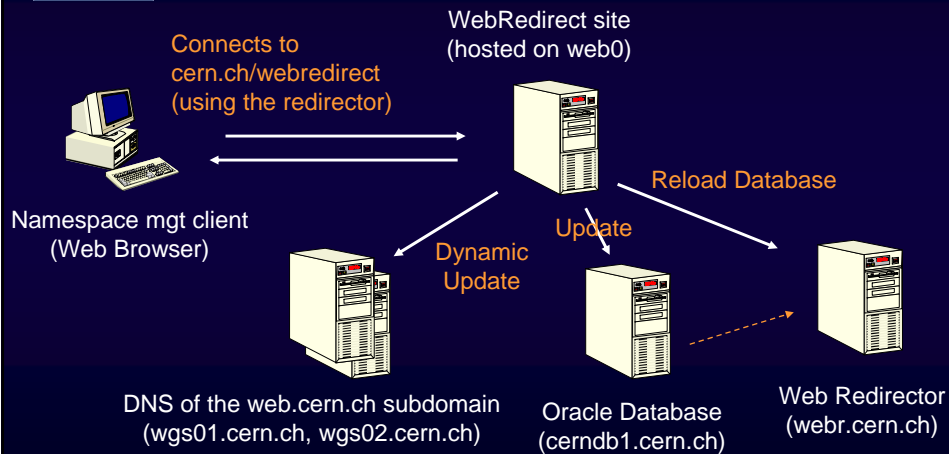 WebRedirect site
(hosted on web0)
Connects to
cern.ch/webredirect
(using the redirector)
Reload Database
Namespace mgt client
(Web Browser)
Update
Dynamic
Update
DNS of the web.cern.ch subdomain
(wgs01.cern.ch, wgs02.cern.ch)
Oracle Database
(cerndb1.cern.ch)
Web Redirector
(webr.cern.ch)